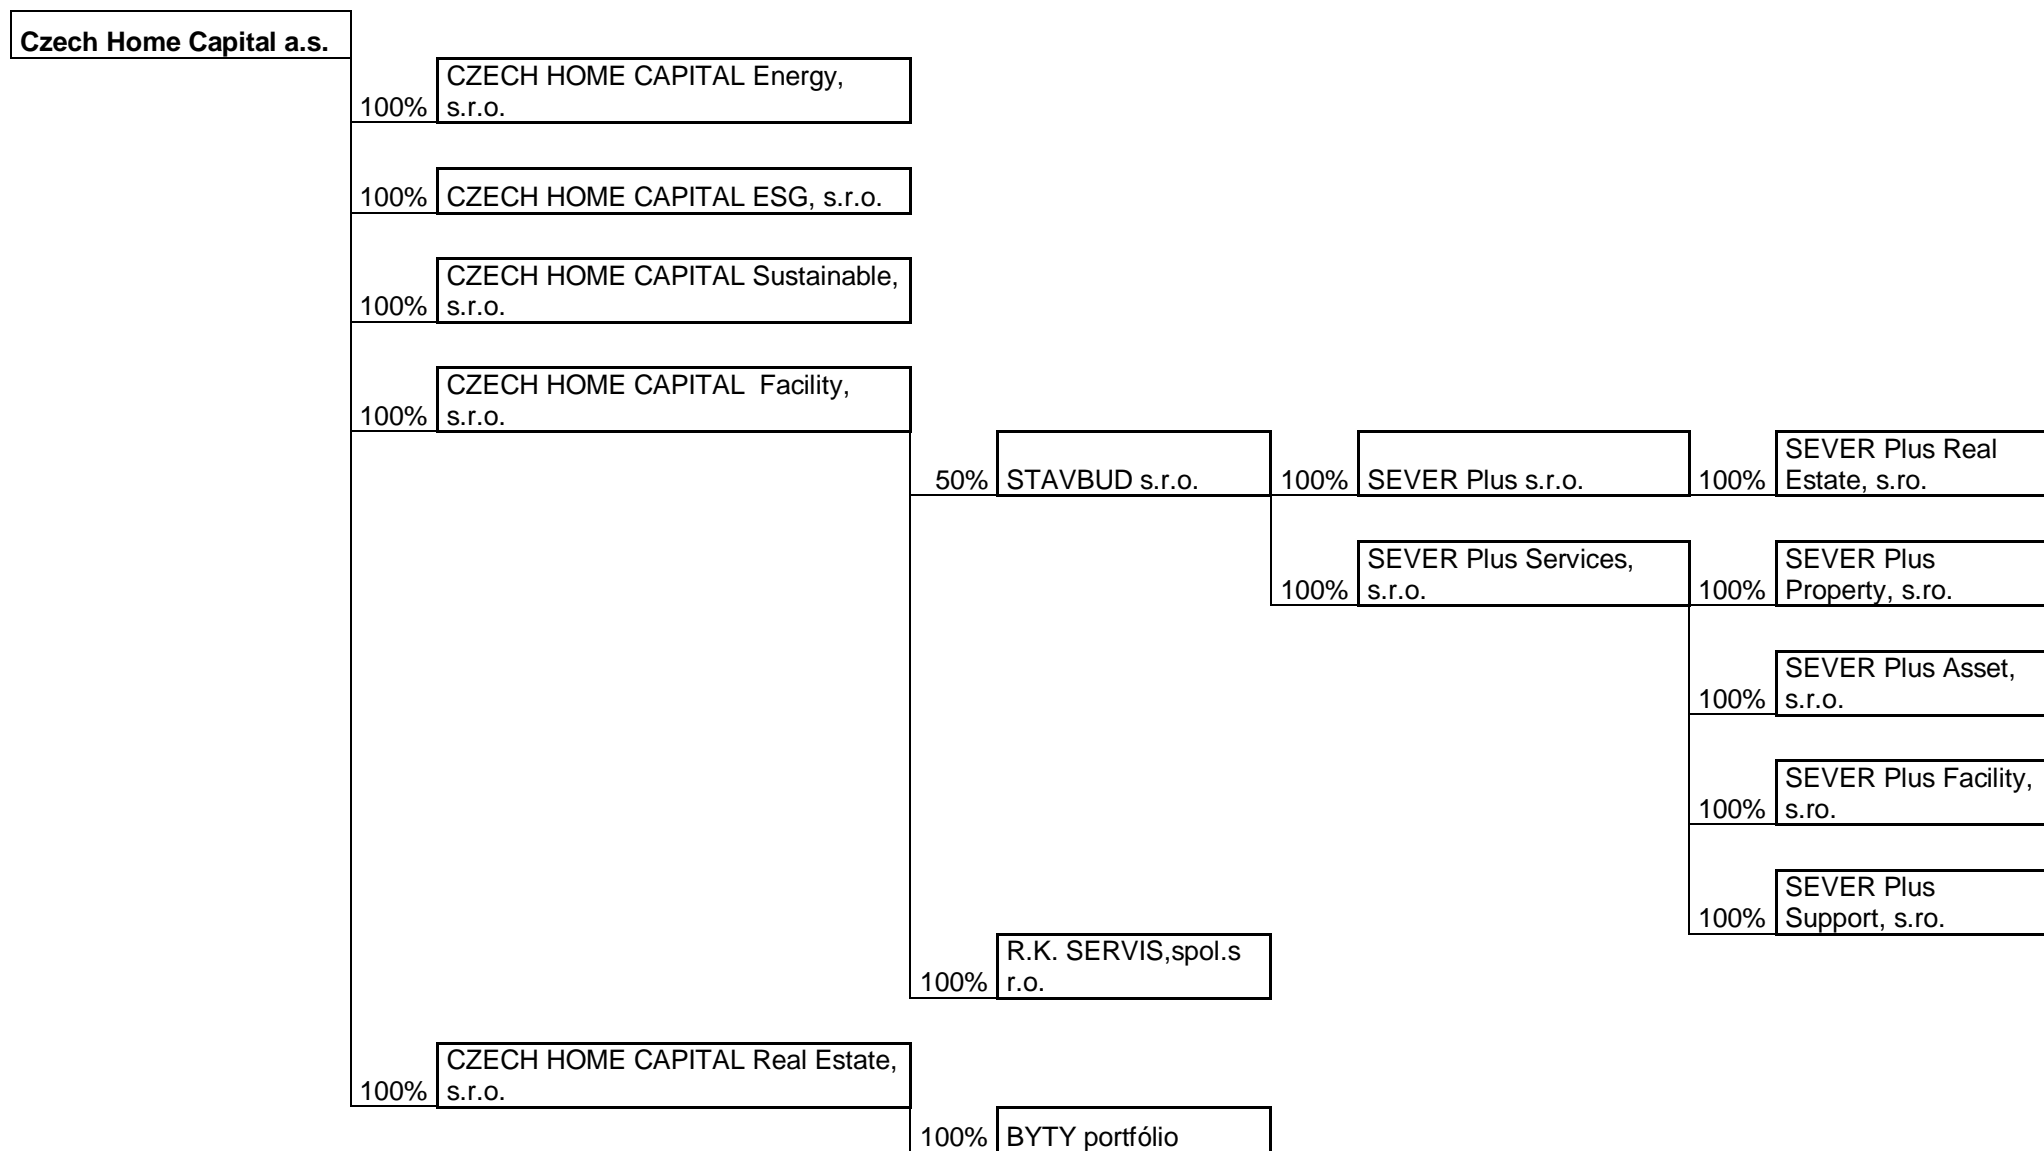 Czech Home Capital a.s.
CZECH HOME CAPITAL Energy,
100% s.r.o.
100% CZECH HOME CAPITAL ESG, s.r.o.
CZECH HOME CAPITAL Sustainable,
100% s.r.o.
CZECH HOME CAPITAL  Facility,
100% s.r.o.
50% STAVBUD s.r.o.
100% SEVER Plus s.r.o.
SEVER Plus Real
100% Estate, s.ro.
SEVER Plus Services,
100% s.r.o.
SEVER Plus
100% Property, s.ro.
SEVER Plus Asset,
100% s.r.o.
SEVER Plus Facility,
100% s.ro.
SEVER Plus
100% Support, s.ro.
R.K. SERVIS,spol.s
100% r.o.
CZECH HOME CAPITAL Real Estate,
100% s.r.o.
100% BYTY portfólio